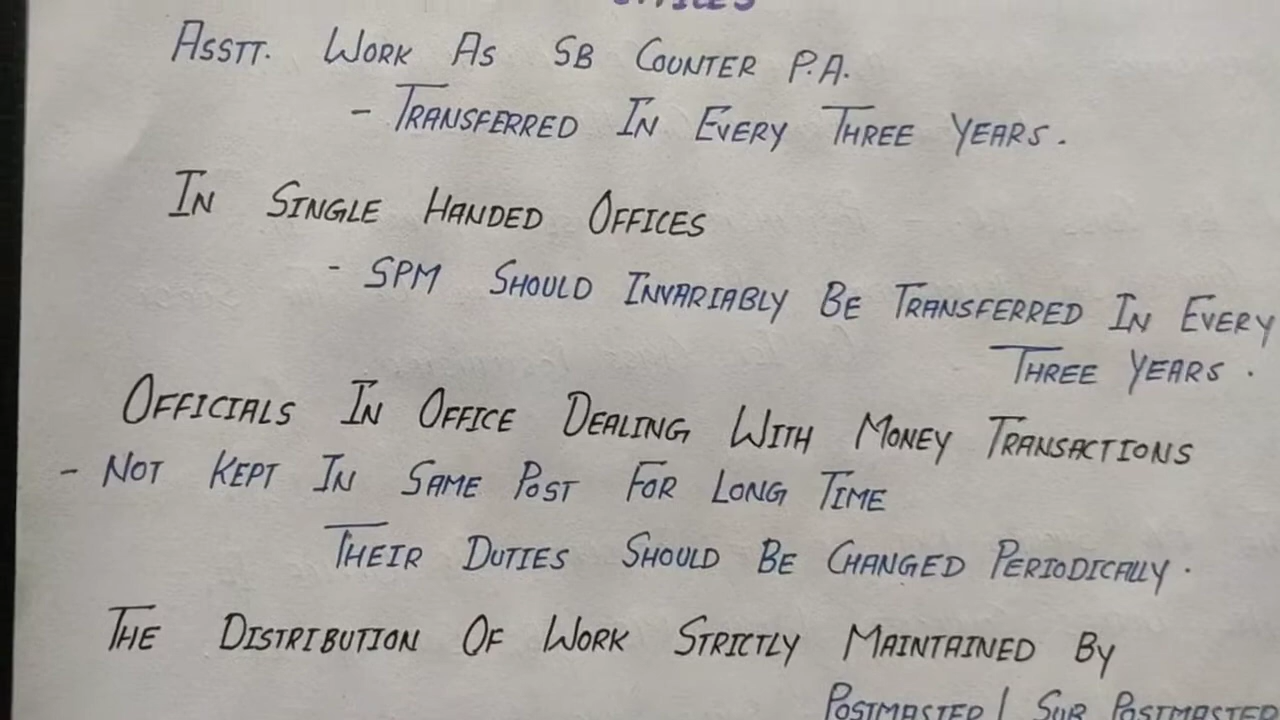 OFFICES
ASSTT. WORK AS SB COUNTER P.A.
- TRANSFERRED IN EVERY THREE YEARS.
IN SINGLE HANDED OFFICES
- SPM SHOULD INVARIABLY BE TRANSFERRED IN EVERY
THREE YEARS.
OFFICIALS IN OFFICE DEALING WITH MONEY TRANSACTIONS
- NOT KEPT IN SAME POST FOR LONG TIME
THEIR DUTIES SHOULD BE CHANGED PERIODICALLY.
THE DISTRIBUTION OF WORK STRICTLY MAINTAINED BY
POSTMASTER / SUB POSTMASTER